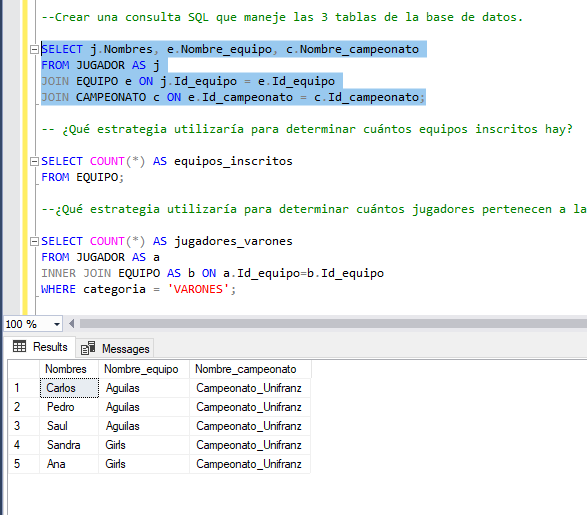 --Crear una consulta SQL que maneje las 3 tablas de la base de datos.
SELECT j.Nombres, e.Nombre_equipo, c.Nombre_campeonato
FROM JUGADOR AS j
JOIN EQUIPO e ON j.Id_equipo = e.Id_equipo
JOIN CAMPEONATO c ON e.Id_campeonato = c.Id_campeonato;
-- ¿Qué estrategia utilizaría para determinar cuántos equipos inscritos hay?
SELECT COUNT(*) AS equipos_inscritos
FROM EQUIPO;
--¿Qué estrategia utilizaría para determinar cuántos jugadores pertenecen a la
SELECT COUNT(*) AS jugadores_varones
FROM JUGADOR AS a
INNER JOIN EQUIPO AS b ON a.Id_equipo=b.Id_equipo
WHERE categoria = 'VARONES';
100 %
Results Messages
Nombres Nombre_equipo Nombre_campeonato
1 Carlos Aguilas Campeonato_Unifranz
2 Pedro Aguilas Campeonato_Unifranz
3 Saul Aguilas Campeonato_Unifranz
4 Sandra Girls Campeonato_Unifranz
5 Ana Girls Campeonato_Unifranz